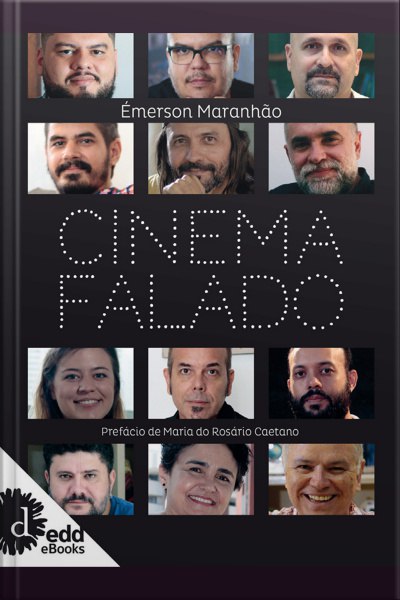 Émerson Maranhão
CINEMA
FALADO
Prefácio de Maria do Rosário Caetano
d
edd
eBooks